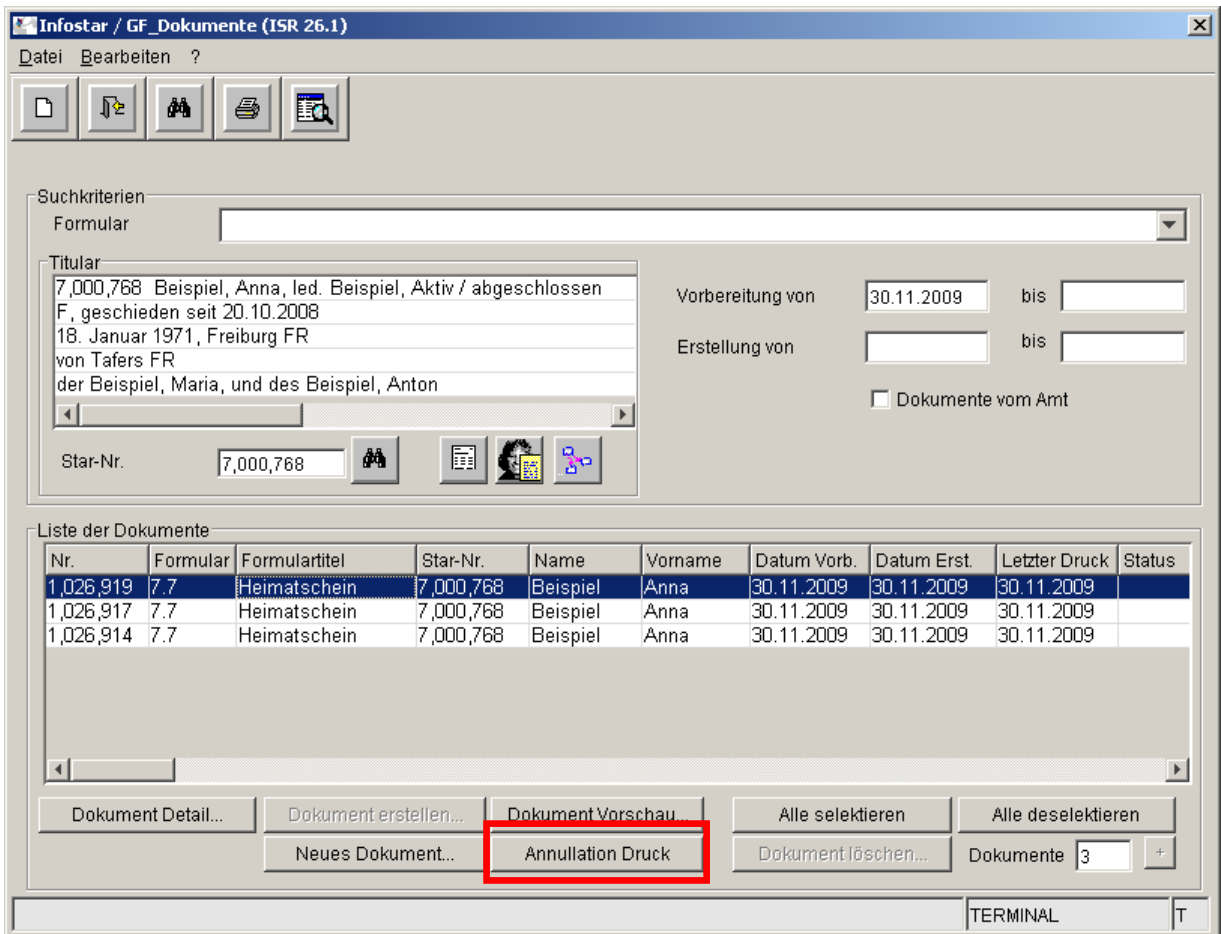 Infostar / GF_Dokumente (ISR 26.1)
Datei Bearbeiten ?
Suchkriterien
Formular
Titular
7,000,768 Beispiel, Anna, led. Beispiel, Aktiv / abgeschlossen
F, geschieden seit 20.10.2008
18. Januar 1971, Freiburg FR
von Tafers FR
der Beispiel, Maria, und des Beispiel, Anton
Star-Nr. 7,000,768
Vorbereitung von 30.11.2009 bis
Erstellung von bis
Dokumente vom Amt
Liste der Dokumente
Nr. Formular Formulartitel Star-Nr. Name Vorname Datum Vorb. Datum Erst. Letzter Druck Status
1,026,919 7.7 Heimatschein 7,000,768 Beispiel Anna 30.11.2009 30.11.2009 30.11.2009
1,026,917 7.7 Heimatschein 7,000,768 Beispiel Anna 30.11.2009 30.11.2009 30.11.2009
1,026,914 7.7 Heimatschein 7,000,768 Beispiel Anna 30.11.2009 30.11.2009 30.11.2009
Dokument Detail... Dokument erstellen... Dokument Vorschau... Alle selektieren Alle deselektieren
Neues Dokument... Annullation Druck Dokument löschen... Dokumente 3 +
TERMINAL T